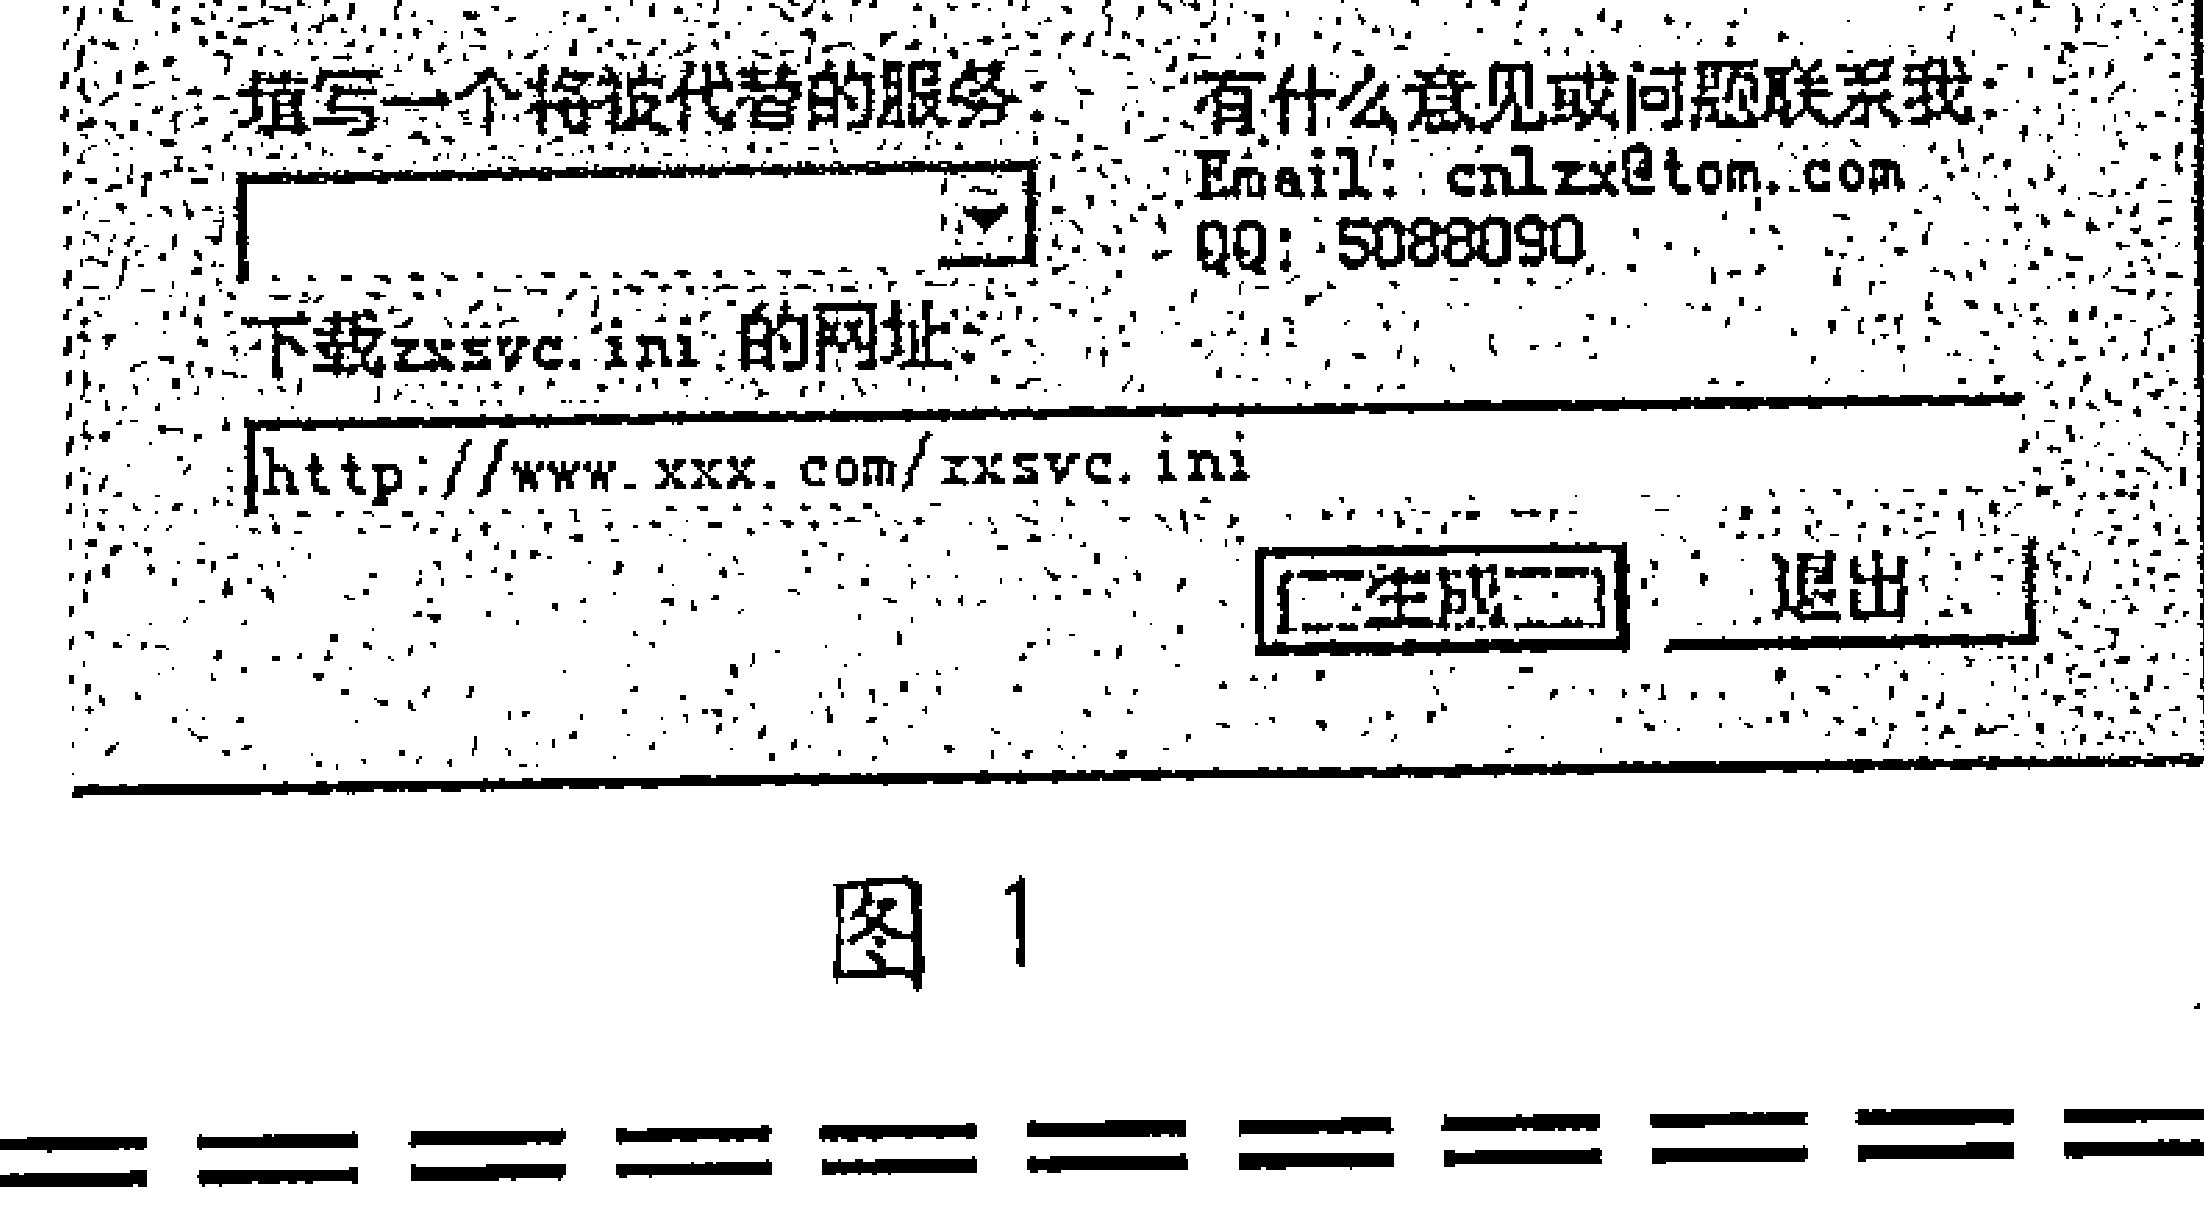 填写一个将被代替的服务:
有什么意见或问题联系我:
Email: cnlzx@tom.com
QQ: 5088090
下载zxsvc.ini 的网址:
http://www.xxx.com/zxsvc.ini
生成
退出
图 1